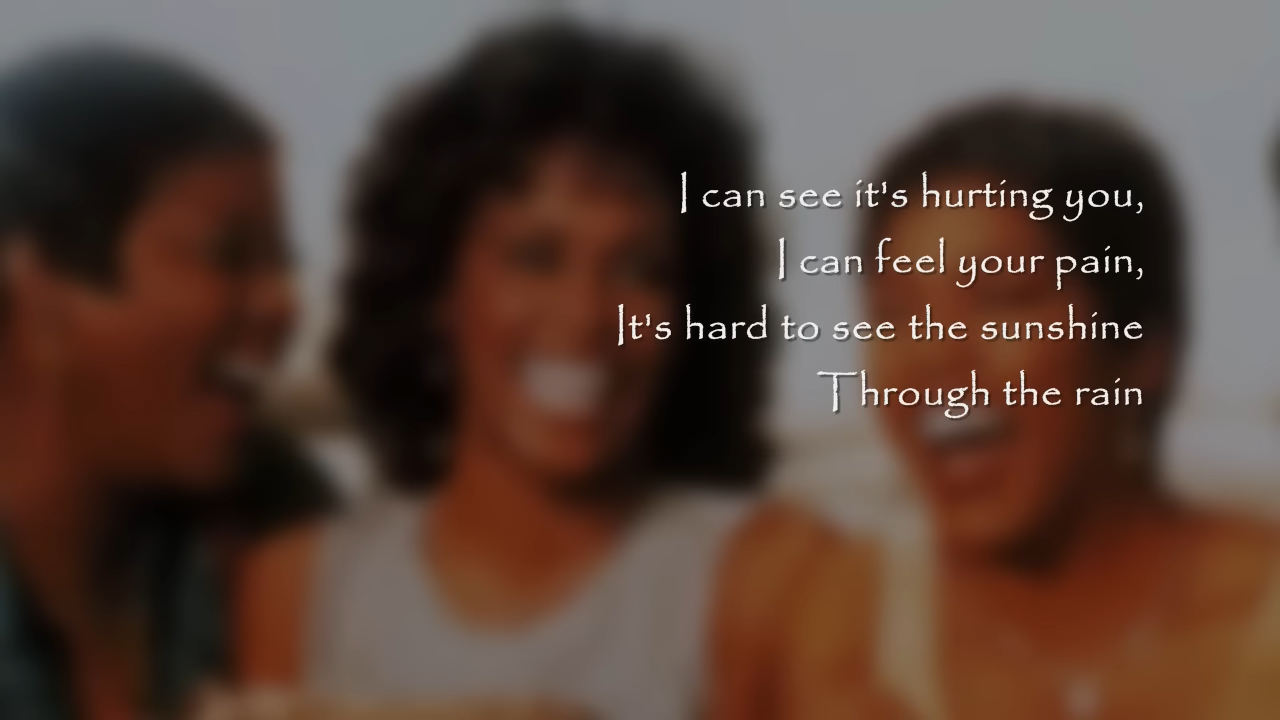 I can see it's hurting you,
I can feel your pain,
It's hard to see the sunshine
Through the rain